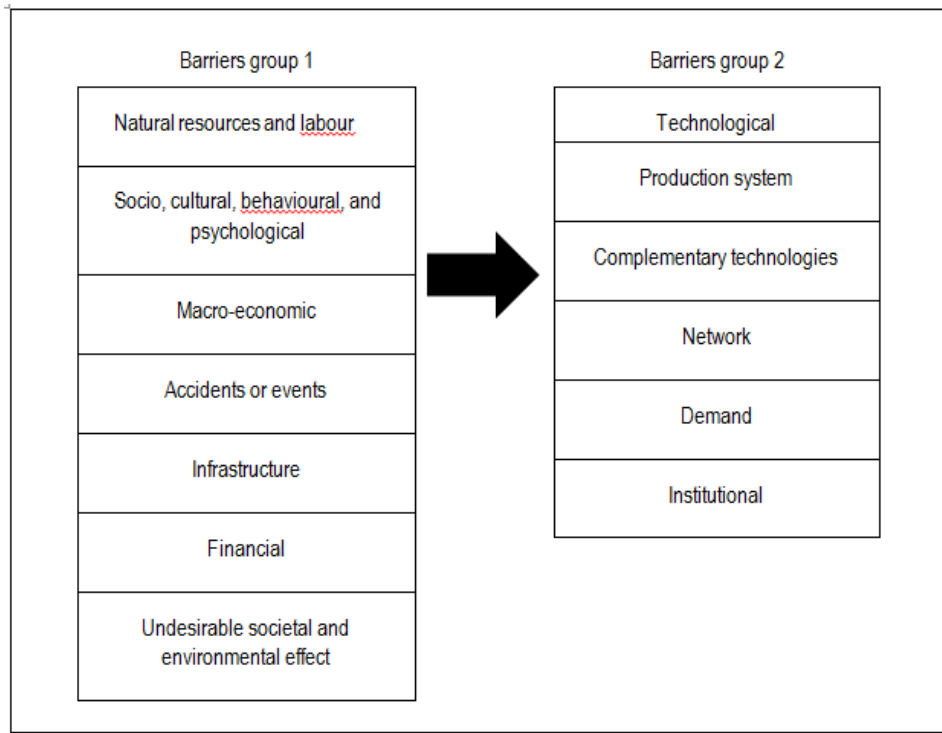 Barriers group 1
Natural resources and labour
Socio, cultural, behavioural, and
psychological
Macro-economic
Accidents or events
Infrastructure
Financial
Undesirable societal and
environmental effect
Barriers group 2
Technological
Production system
Complementary technologies
Network
Demand
Institutional